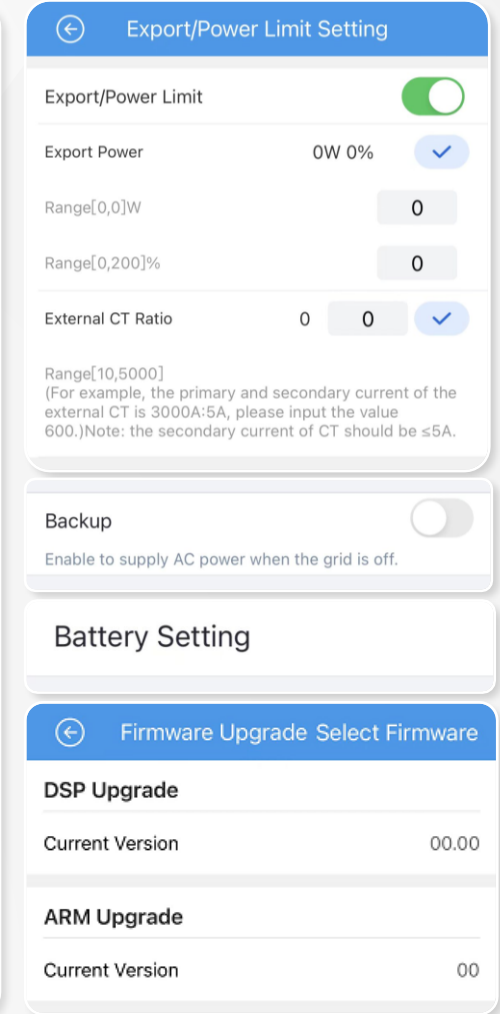 Export/Power Limit Setting
Export/Power Limit
Export Power 0W 0%
Range[0,0]W 0
Range[0,200]% 0
External CT Ratio 0 0
Range[10,5000]
(For example, the primary and secondary current of the
external CT is 3000A:5A, please input the value
600.)Note: the secondary current of CT should be ≤5A.
Backup
Enable to supply AC power when the grid is off.
Battery Setting
Firmware Upgrade Select Firmware
DSP Upgrade
Current Version 00.00
ARM Upgrade
Current Version 00